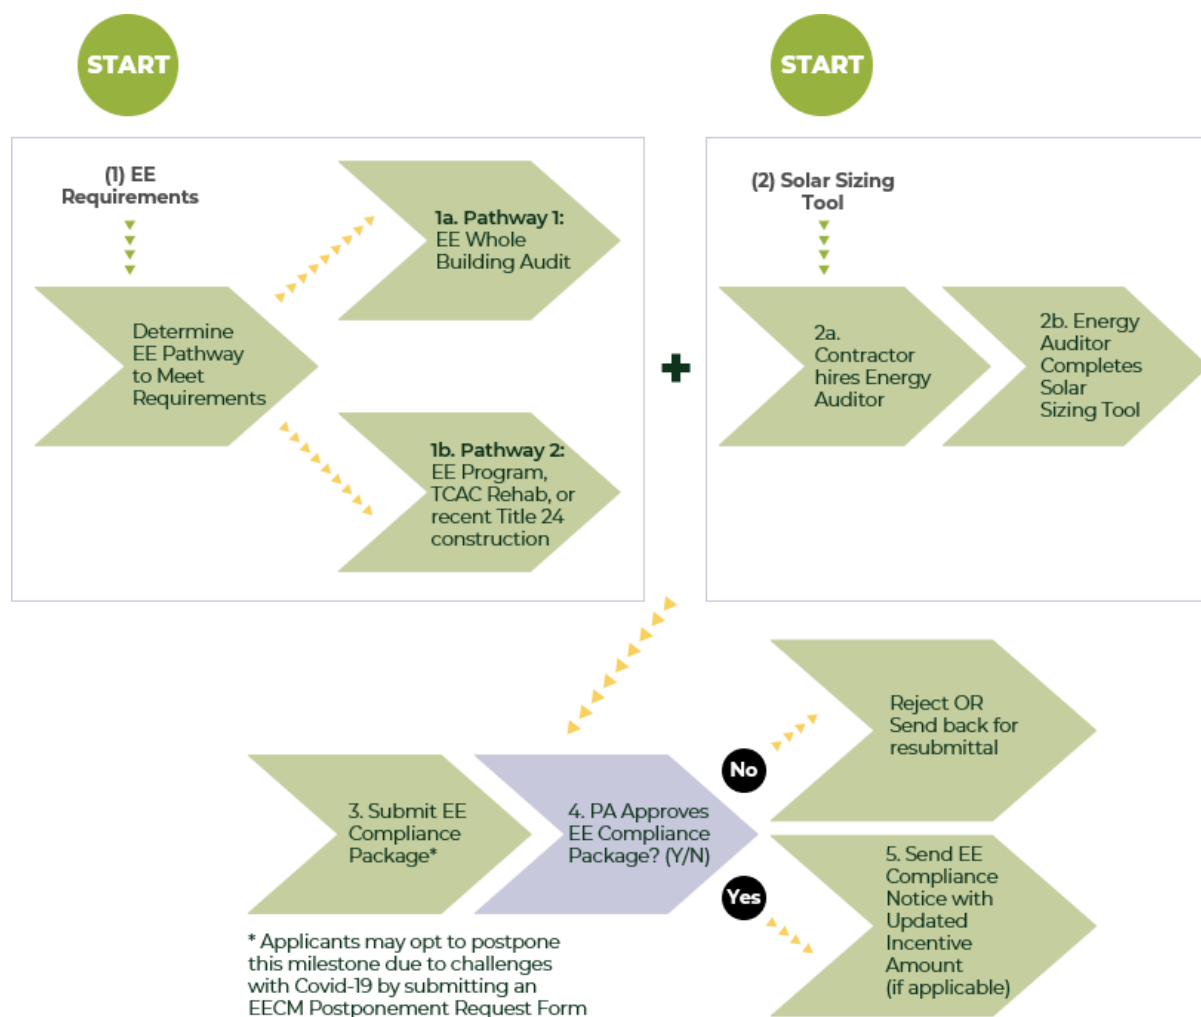 START
(1) EE
Requirements
Determine
EE Pathway
to Meet
Requirements
1a. Pathway 1:
EE Whole
Building Audit
1b. Pathway 2:
EE Program,
TCAC Rehab, or
recent Title 24
construction
+
START
(2) Solar Sizing
Tool
2a.
Contractor
hires Energy
Auditor
2b. Energy
Auditor
Completes
Solar
Sizing Tool
3. Submit EE
Compliance
Package*
* Applicants may opt to postpone
this milestone due to challenges
with Covid-19 by submitting an
EECM Postponement Request Form
4. PA Approves
EE Compliance
Package? (Y/N)
No
Reject OR
Send back for
resubmittal
Yes
5. Send EE
Compliance
Notice with
Updated
Incentive
Amount
(if applicable)